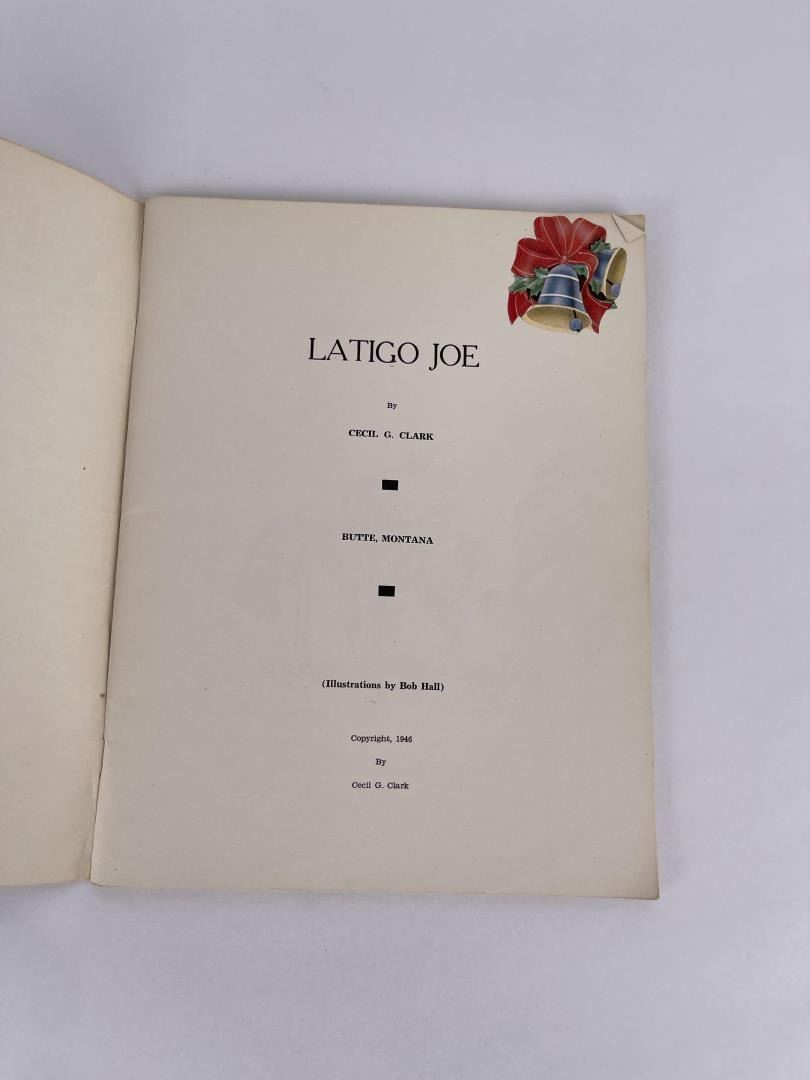 LATIGO JOE
By
CECIL G. CLARK
BUTTE, MONTANA
(Illustrations by Bob Hall)
Copyright, 1946
By
Cecil G. Clark